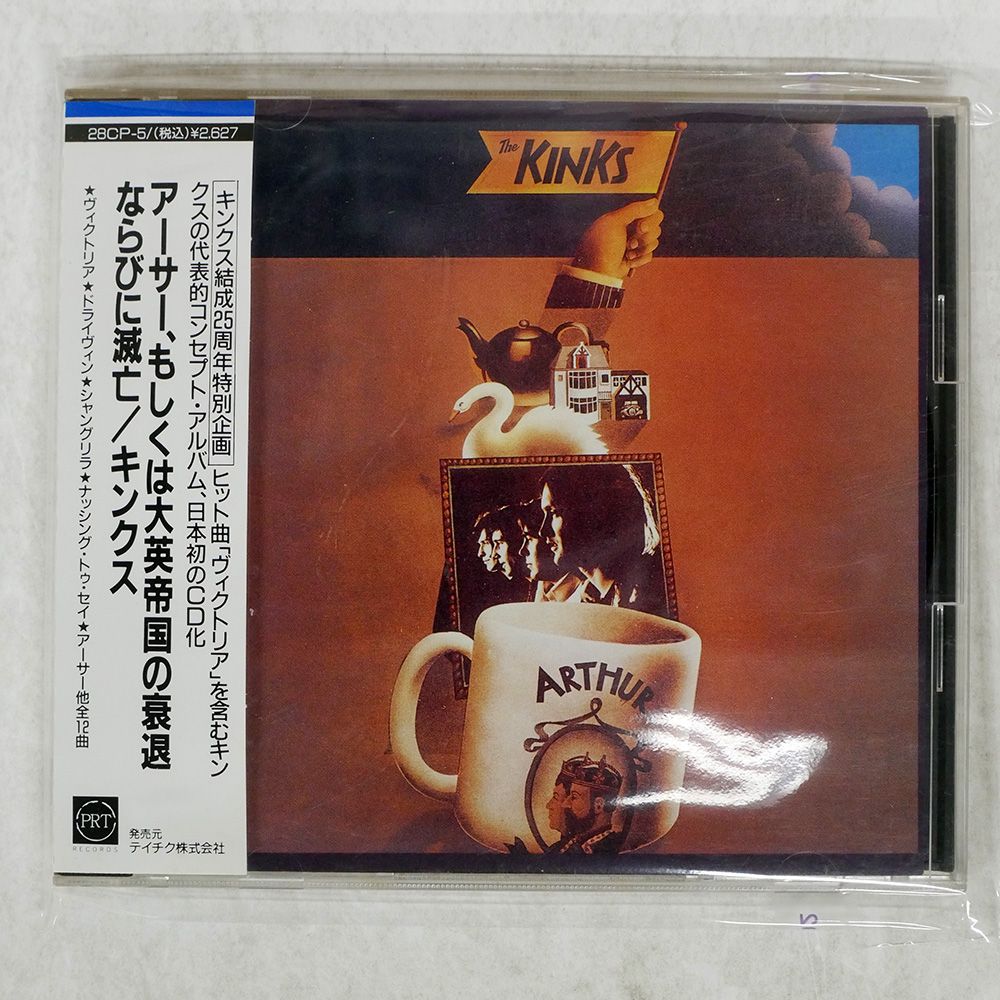 28CP-5/(税込)¥2.627
キンクス結成25周年特別企画 ヒット曲「ヴィクトリア」を含むキン
クスの代表的コンセプト・アルバム、日本初のCD化
アーサー、もしくは大英帝国の衰退
ならびに滅亡/キンクス
★ヴィクトリア★ドライヴィン★シャングリラ★ナッシング・トゥ・セイ★アーサー他全12曲
PRT
RECORDS
発売元
テイチク株式会社
The KINKS
ARTHUR